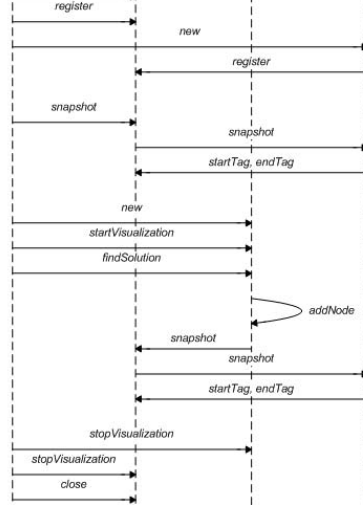 register
new
register
snapshot
snapshot
startTag, endTag
new
startVisualization
findSolution
addNode
snapshot
snapshot
startTag, endTag
stopVisualization
stopVisualization
close